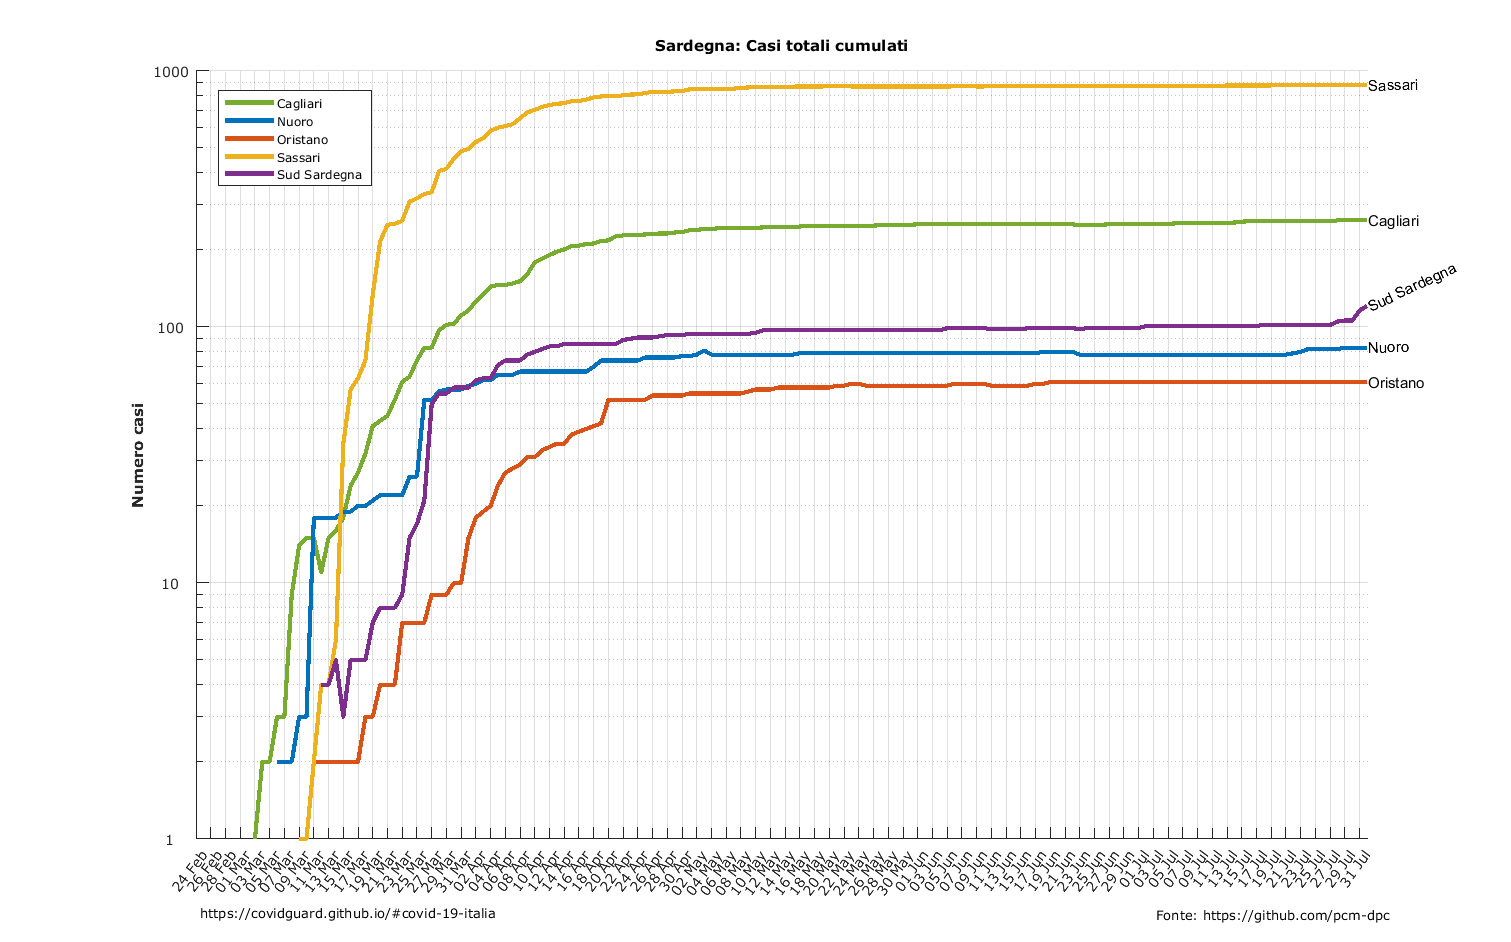 Sardegna: Casi totali cumulati
1000
100
10
1
Numero casi
Cagliari
Nuoro
Oristano
Sassari
Sud Sardegna
Sassari
Cagliari
Sud Sardegna
Nuoro
Oristano
24 Feb
26 Feb
28 Feb
01 Mar
03 Mar
05 Mar
07 Mar
09 Mar
11 Mar
13 Mar
15 Mar
17 Mar
19 Mar
21 Mar
23 Mar
25 Mar
27 Mar
29 Mar
31 Mar
02 Apr
04 Apr
06 Apr
08 Apr
10 Apr
12 Apr
14 Apr
16 Apr
18 Apr
20 Apr
22 Apr
24 Apr
26 Apr
28 Apr
30 Apr
02 May
04 May
06 May
08 May
10 May
12 May
14 May
16 May
18 May
20 May
22 May
24 May
26 May
28 May
30 May
01 Jun
03 Jun
05 Jun
07 Jun
09 Jun
11 Jun
13 Jun
15 Jun
17 Jun
19 Jun
21 Jun
23 Jun
25 Jun
27 Jun
29 Jun
01 Jul
03 Jul
05 Jul
07 Jul
09 Jul
11 Jul
13 Jul
15 Jul
17 Jul
19 Jul
21 Jul
23 Jul
25 Jul
27 Jul
29 Jul
31 Jul
https://covidguard.github.io/#covid-19-italia
Fonte: https://github.com/pcm-dpc